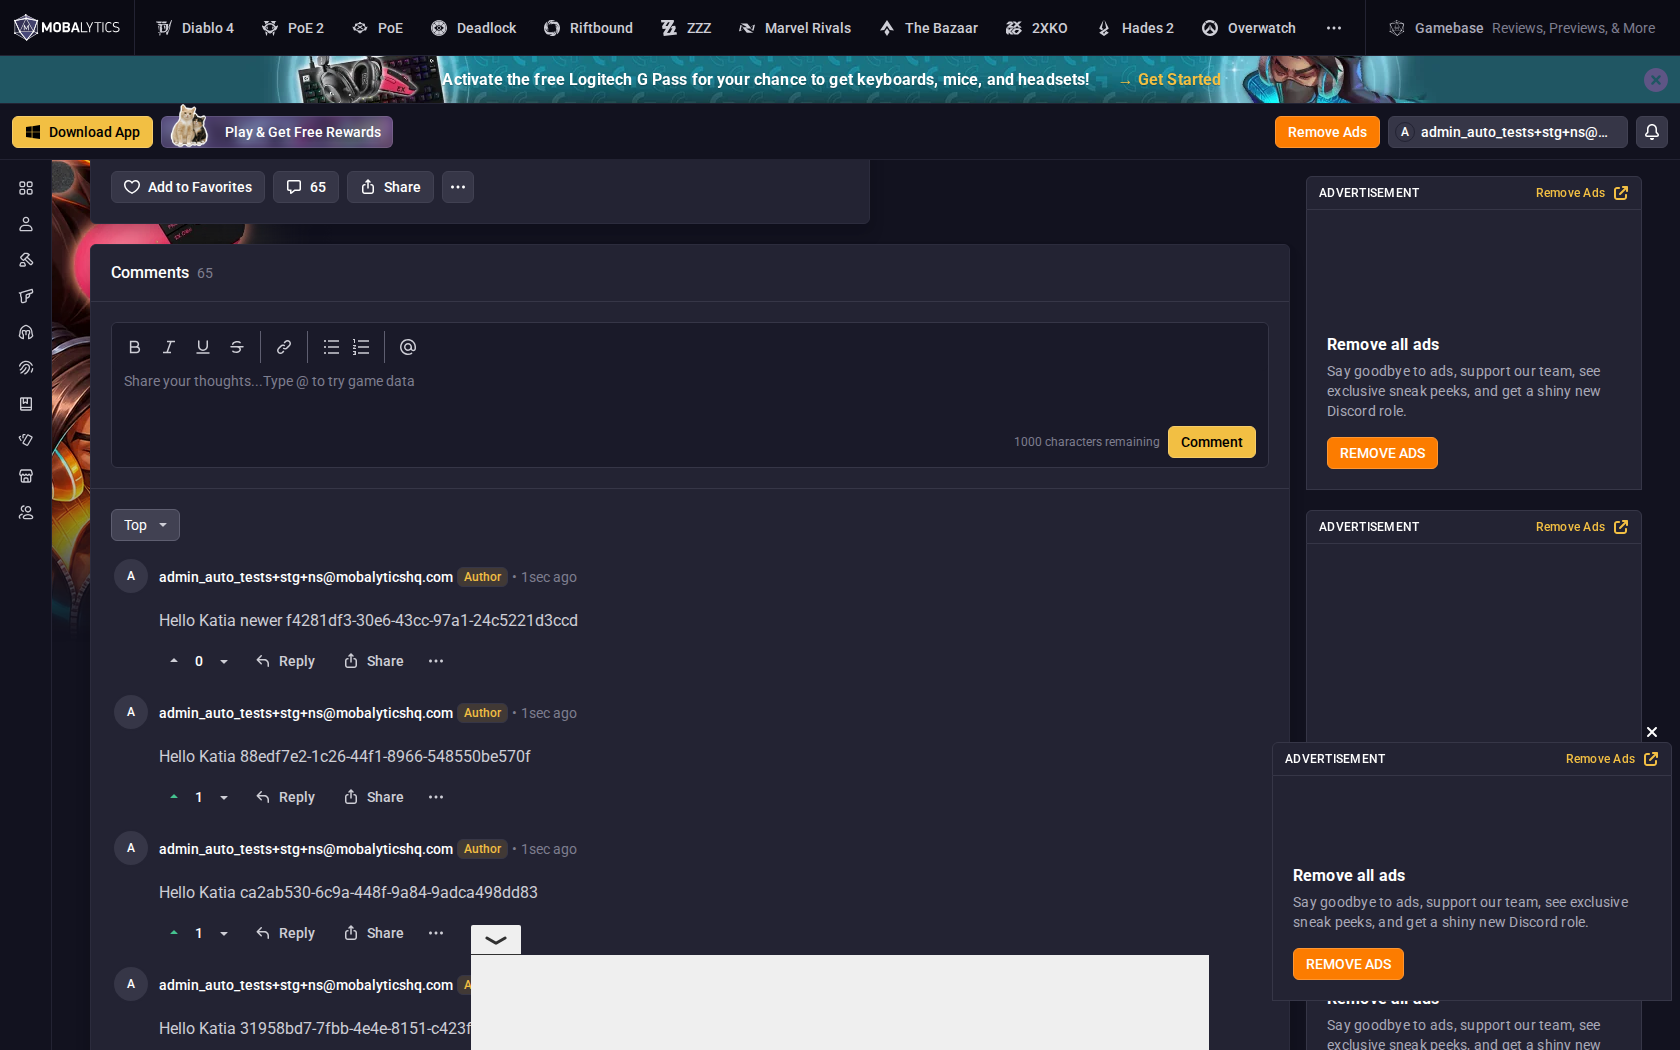 MOBALYTICS
Diablo 4
PoE 2
PoE
Deadlock
Riftbound
ZZZ
Marvel Rivals
The Bazaar
2XKO
Hades 2
Overwatch
Gamebase Reviews, Previews, & More
Activate the free Logitech G Pass for your chance to get keyboards, mice, and headsets! → Get Started
Download App
Play & Get Free Rewards
Remove Ads
A admin_auto_tests+stg+ns@...
Add to Favorites
65
Share
Comments 65
Share your thoughts...Type @ to try game data
1000 characters remaining
Comment
Top
A
admin_auto_tests+stg+ns@mobalyticshq.com Author • 1sec ago
Hello Katia newer f4281df3-30e6-43cc-97a1-24c5221d3ccd
0 Reply Share
A
admin_auto_tests+stg+ns@mobalyticshq.com Author • 1sec ago
Hello Katia 88edf7e2-1c26-44f1-8966-548550be570f
1 Reply Share
A
admin_auto_tests+stg+ns@mobalyticshq.com Author • 1sec ago
Hello Katia ca2ab530-6c9a-448f-9a84-9adca498dd83
1 Reply Share
A
admin_auto_tests+stg+ns@mobalyticshq.com A
Hello Katia 31958bd7-7fbb-4e4e-8151-c423f
ADVERTISEMENT Remove Ads
Remove all ads
Say goodbye to ads, support our team, see
exclusive sneak peeks, and get a shiny new
Discord role.
REMOVE ADS
ADVERTISEMENT Remove Ads
ADVERTISEMENT Remove Ads
Remove all ads
Say goodbye to ads, support our team, see exclusive
sneak peeks, and get a shiny new Discord role.
REMOVE ADS
Remove all ads
Say goodbye to ads, support our team, see
exclusive sneak peeks, and get a shiny new